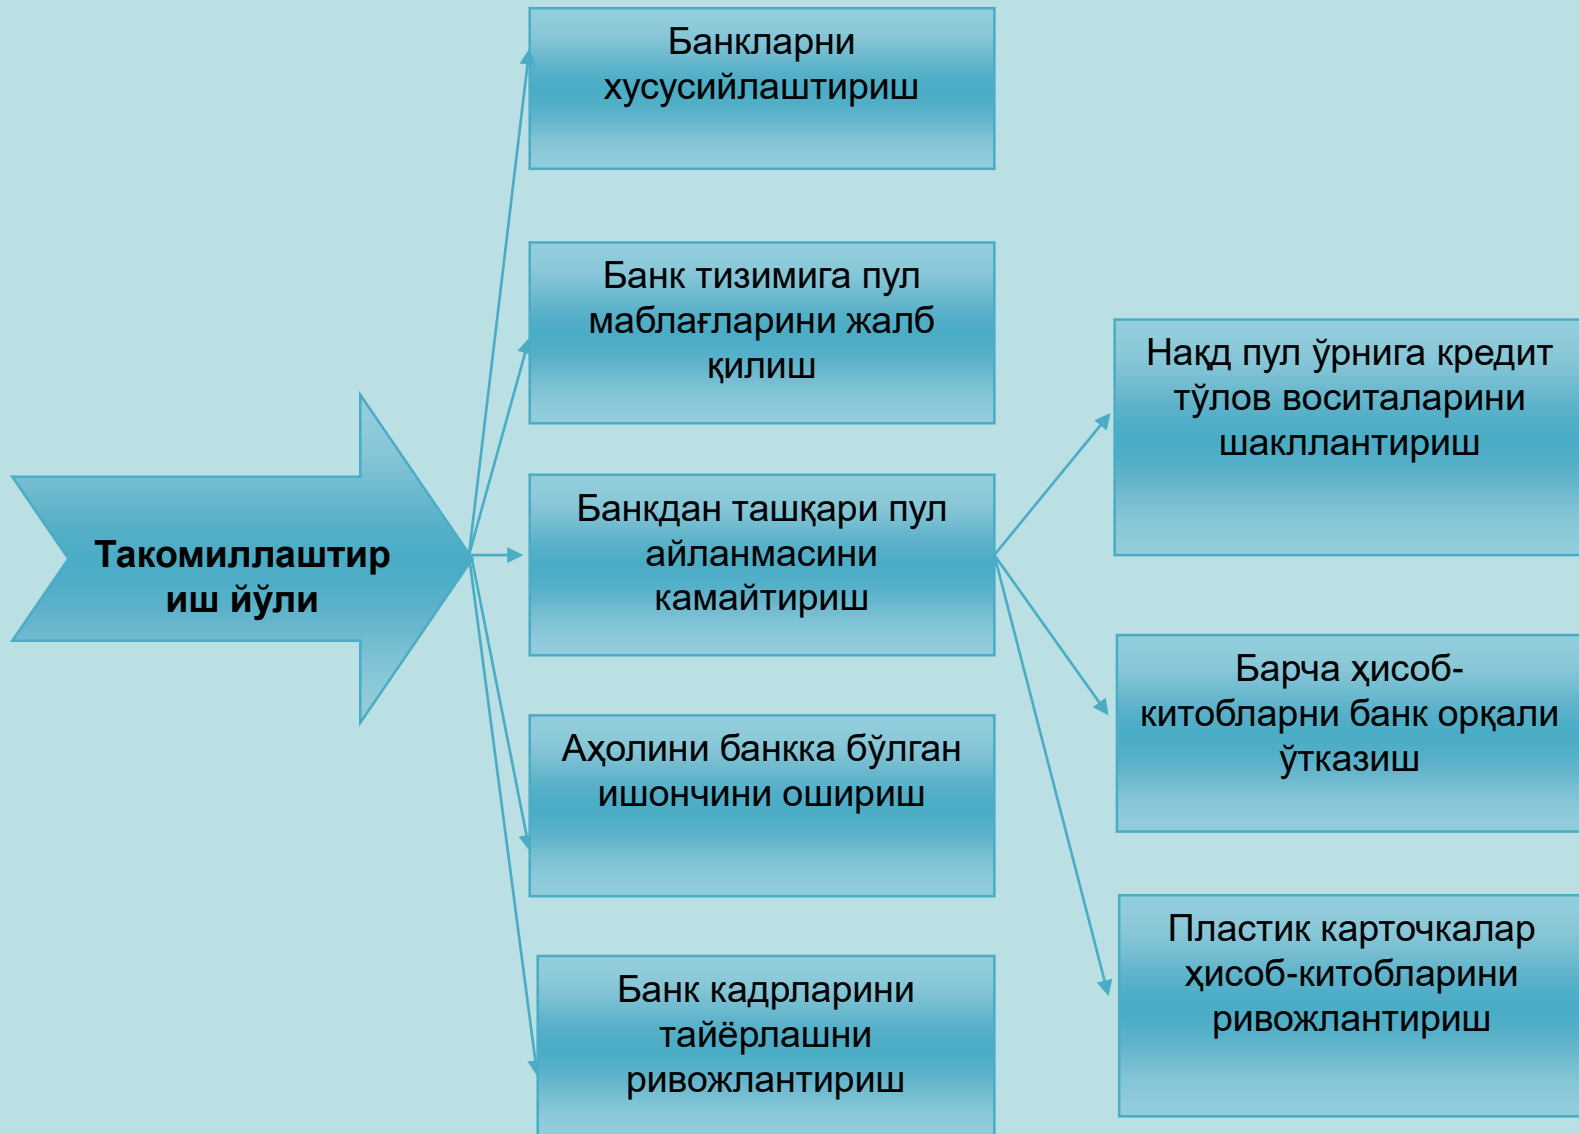 Банкларни
хусусийлаштириш
Банк тизимига пул
маблағларини жалб
қилиш
Нақд пул ўрнига кредит
тўлов воситаларини
шакллантириш
Такомиллаштир
иш йўли
Банкдан ташқари пул
айланмасини
камайтириш
Барча ҳисоб-
китобларни банк орқали
ўтказиш
Аҳолини банкка бўлган
ишончини ошириш
Пластик карточкалар
ҳисоб-китобларини
ривожлантириш
Банк кадрларини
тайёрлашни
ривожлантириш